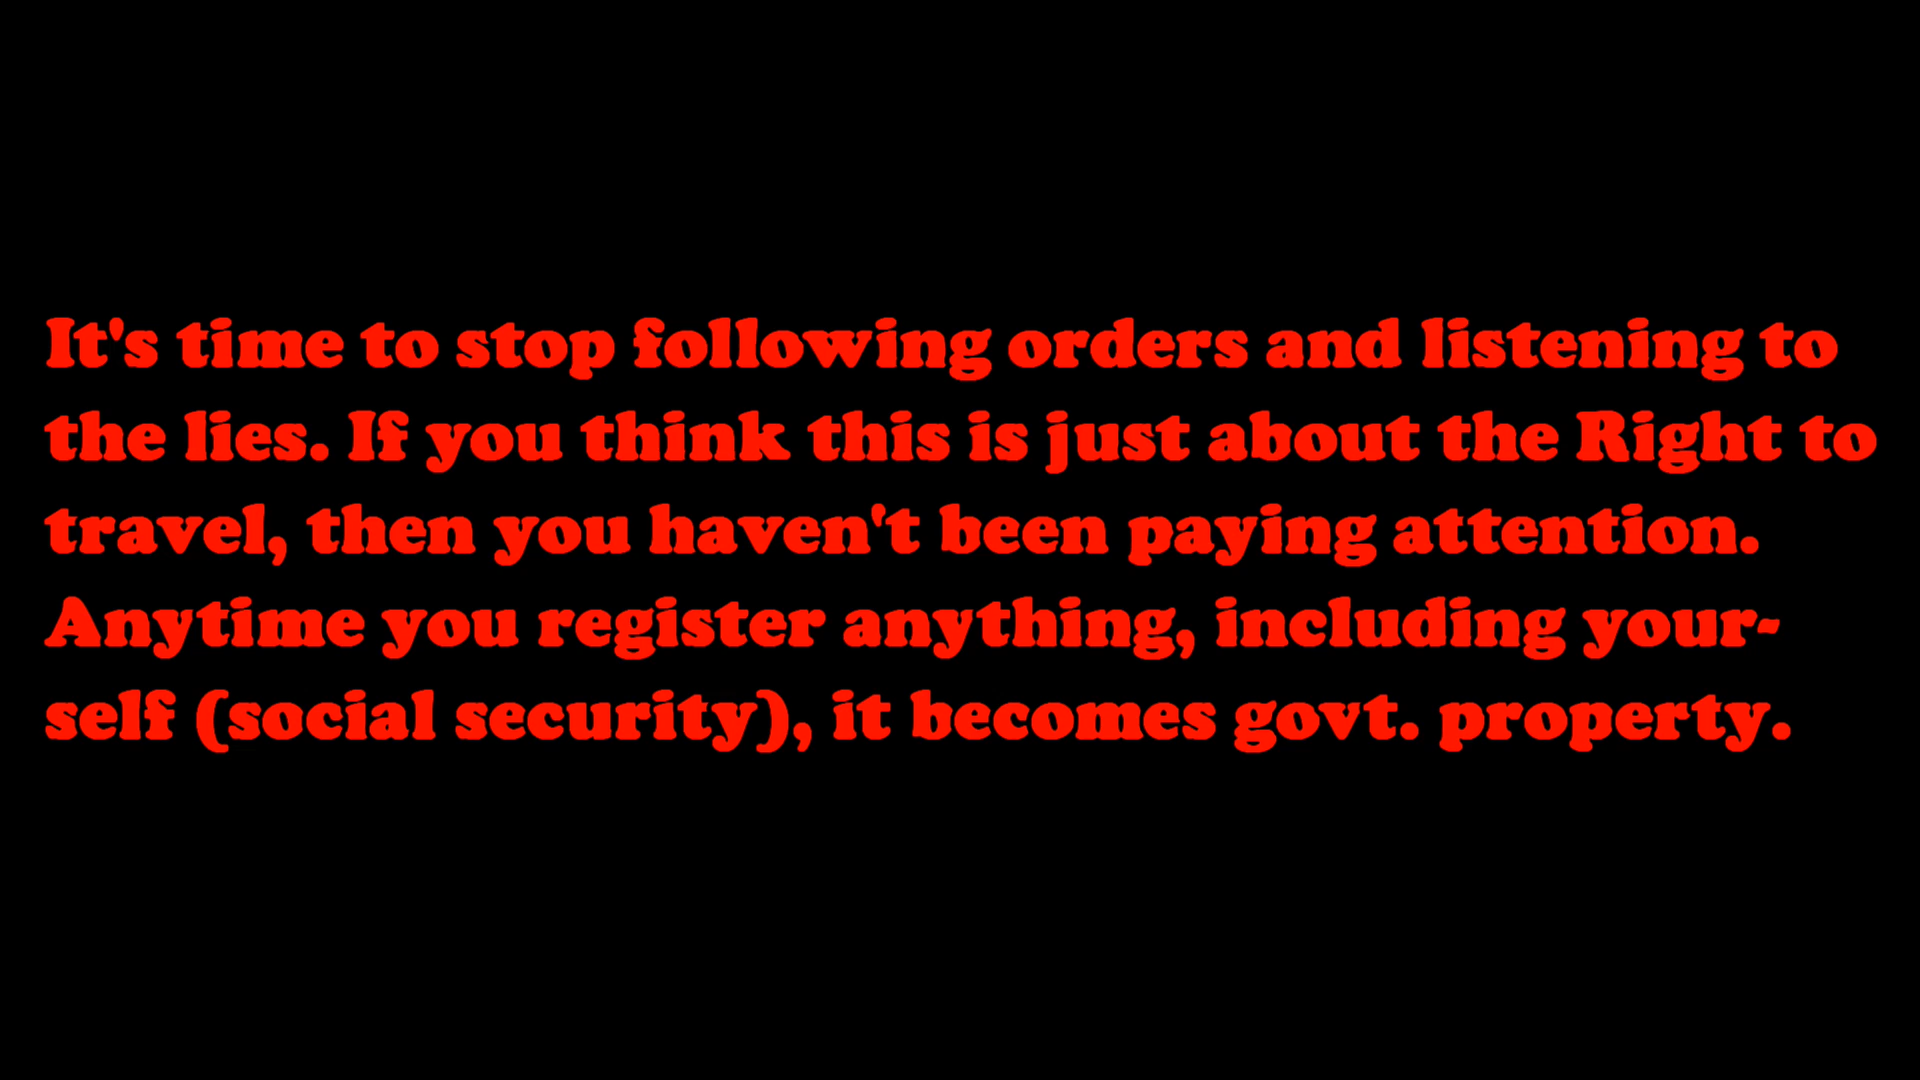 It's time to stop following orders and listening to
the lies. If you think this is just about the Right to
travel, then you haven't been paying attention.
Anytime you register anything, including your-
self (social security), it becomes govt. property.